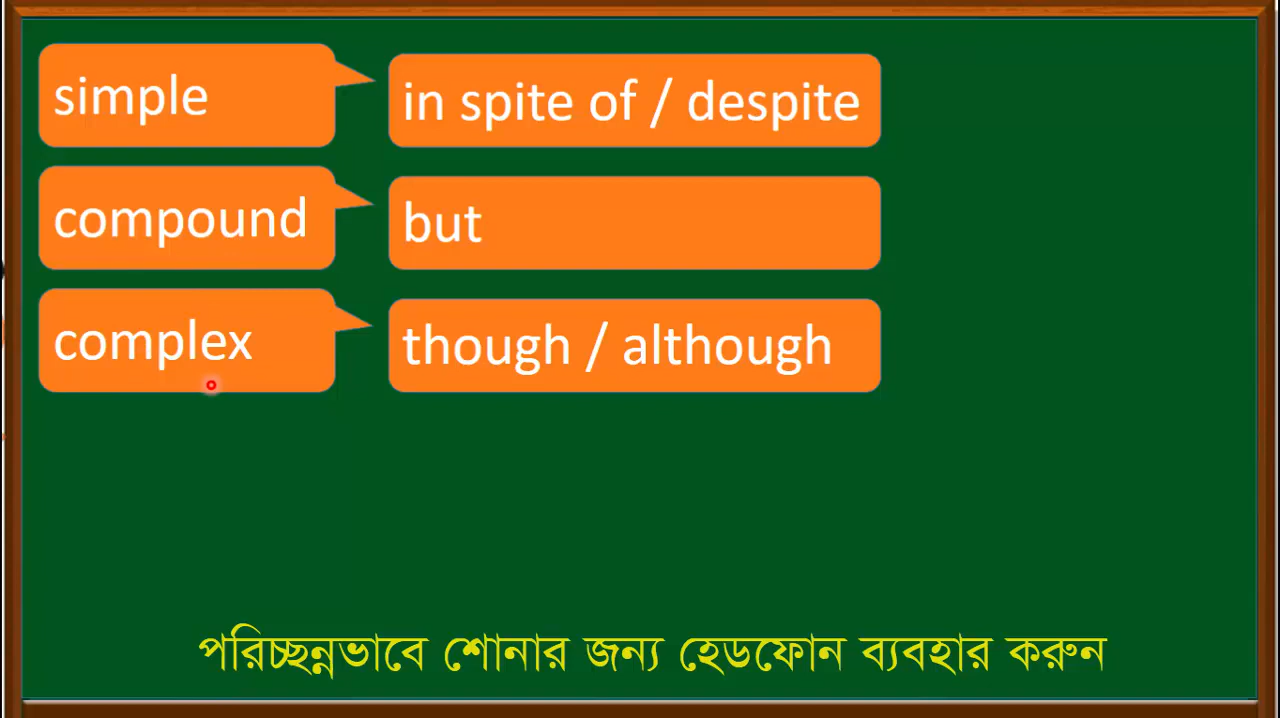 simple
in spite of / despite
compound
but
complex
though / although
পরিচ্ছন্নভাবে শোনার জন্য হেডফোন ব্যবহার করুন